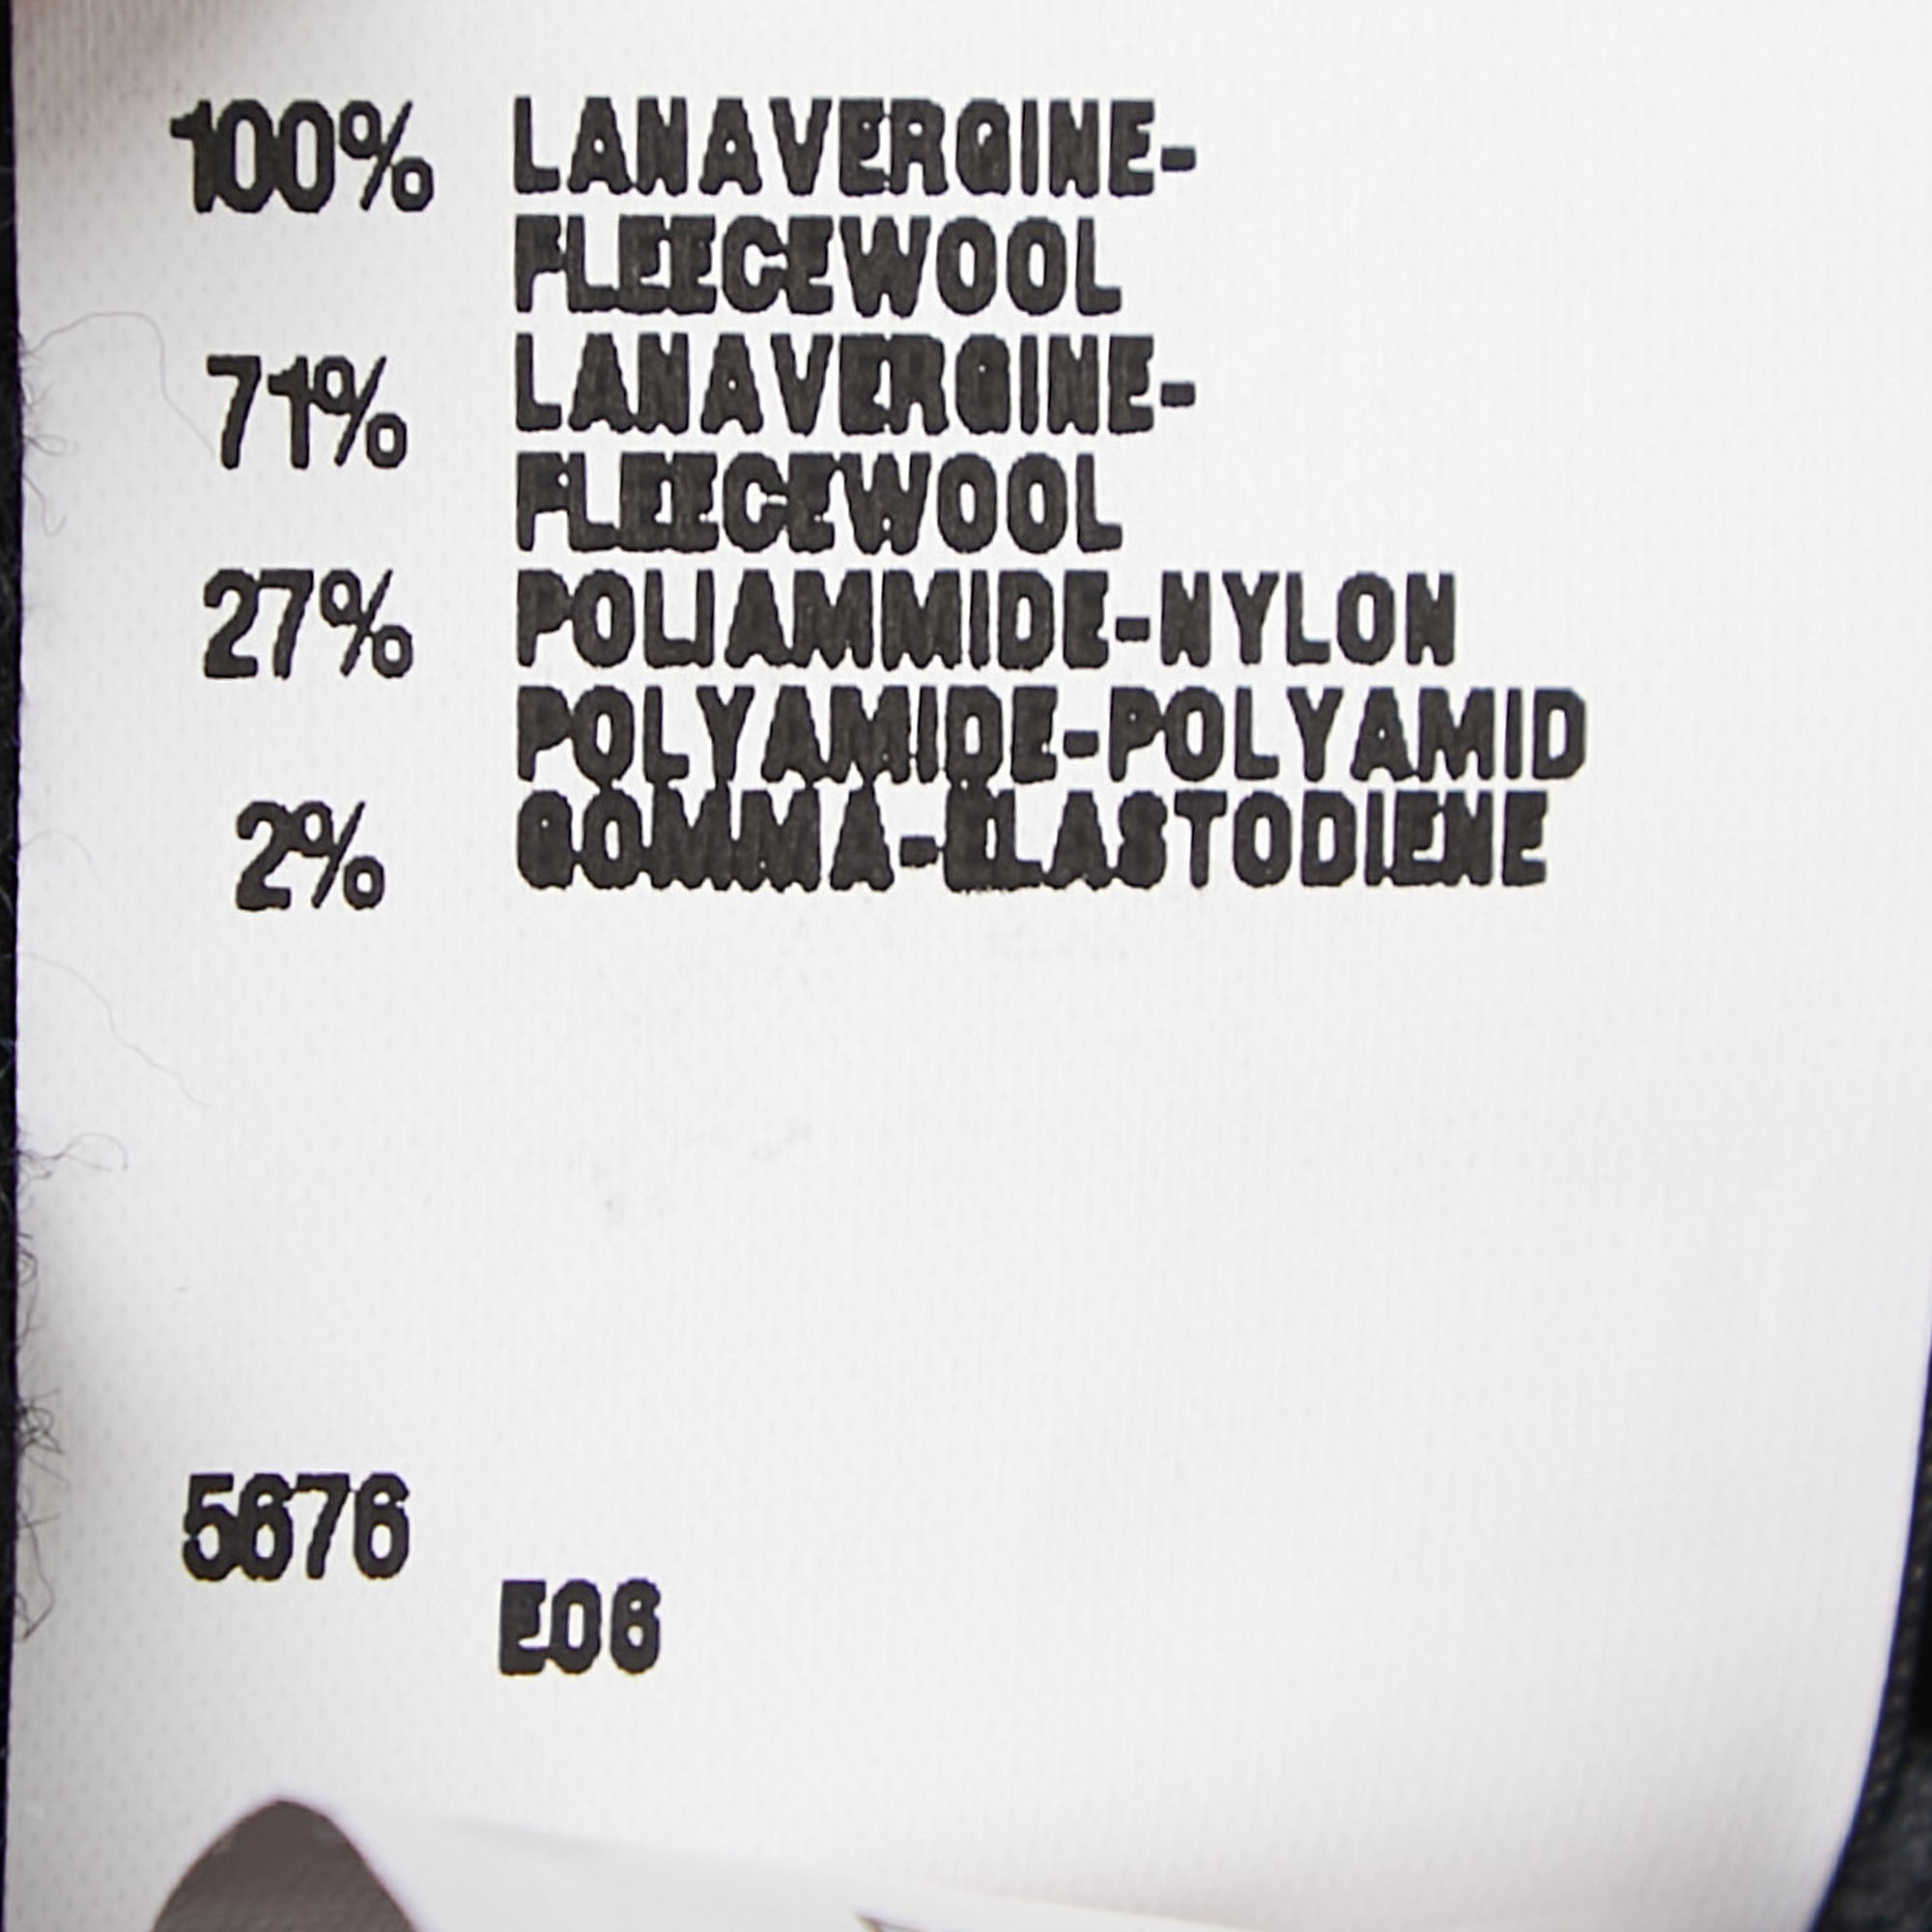 100% LANAVERGINE-
FLEECEWOOL
71% LANAVERGINE-
FLEECEWOOL
27% POLIAMMIDE-NYLON
POLYAMIDE-POLYAMID
2% GOMMA-ELASTODIENE
5676
E06